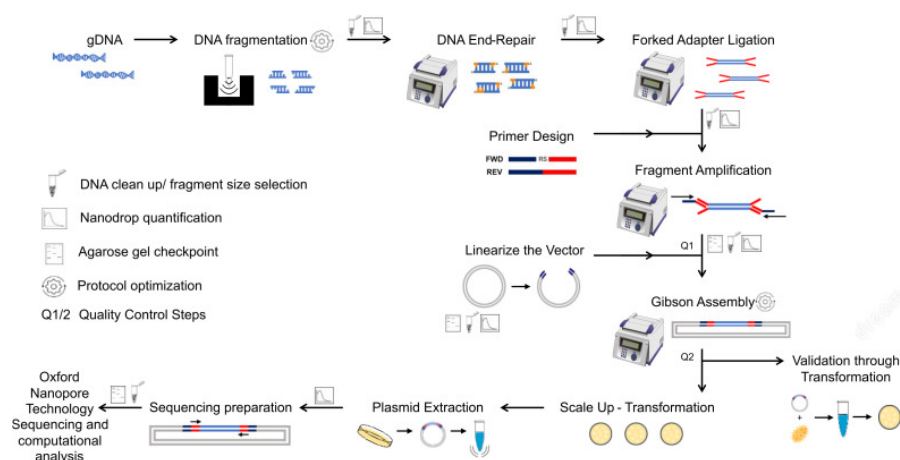 gDNA
DNA fragmentation
DNA End-Repair
Forked Adapter Ligation
Primer Design
FWD
RS
REV
Fragment Amplification
DNA clean up/ fragment size selection
Nanodrop quantification
Agarose gel checkpoint
Protocol optimization
Q1/2 Quality Control Steps
Q1
Linearize the Vector
Gibson Assembly
Q2
Validation through
Transformation
Oxford
Nanopore
Technology
Sequencing and
computational
analysis
Sequencing preparation
Plasmid Extraction
Scale Up - Transformation
+